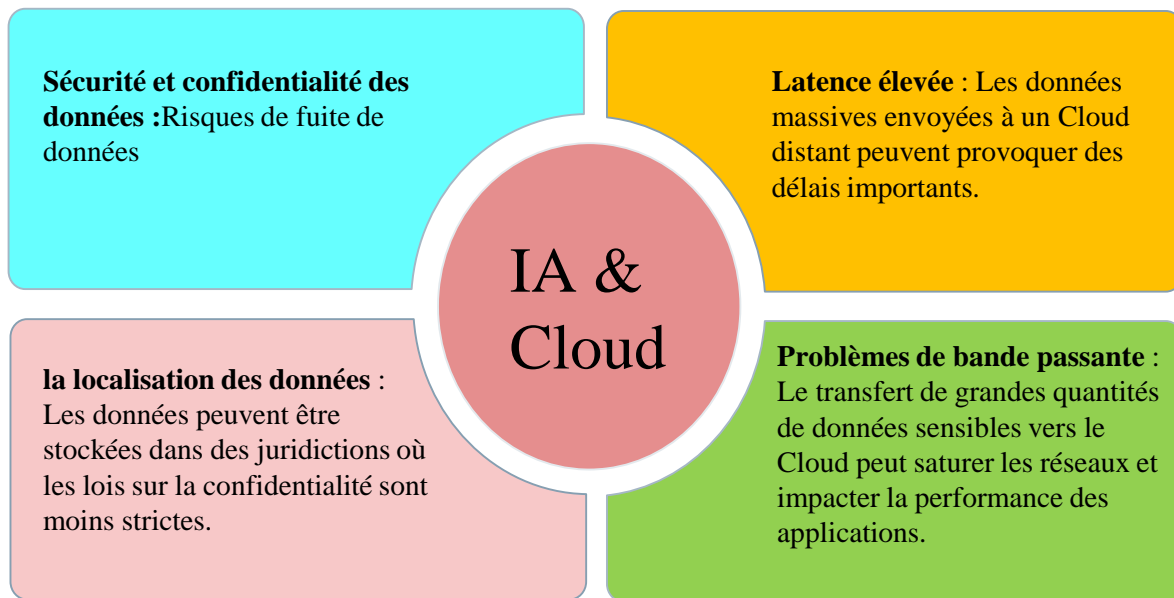 Sécurité et confidentialité des
données :Risques de fuite de
données
Latence élevée : Les données
massives envoyées à un Cloud
distant peuvent provoquer des
délais importants.
IA &
Cloud
la localisation des données :
Les données peuvent être
stockées dans des juridictions où
les lois sur la confidentialité sont
moins strictes.
Problèmes de bande passante :
Le transfert de grandes quantités
de données sensibles vers le
Cloud peut saturer les réseaux et
impacter la performance des
applications.